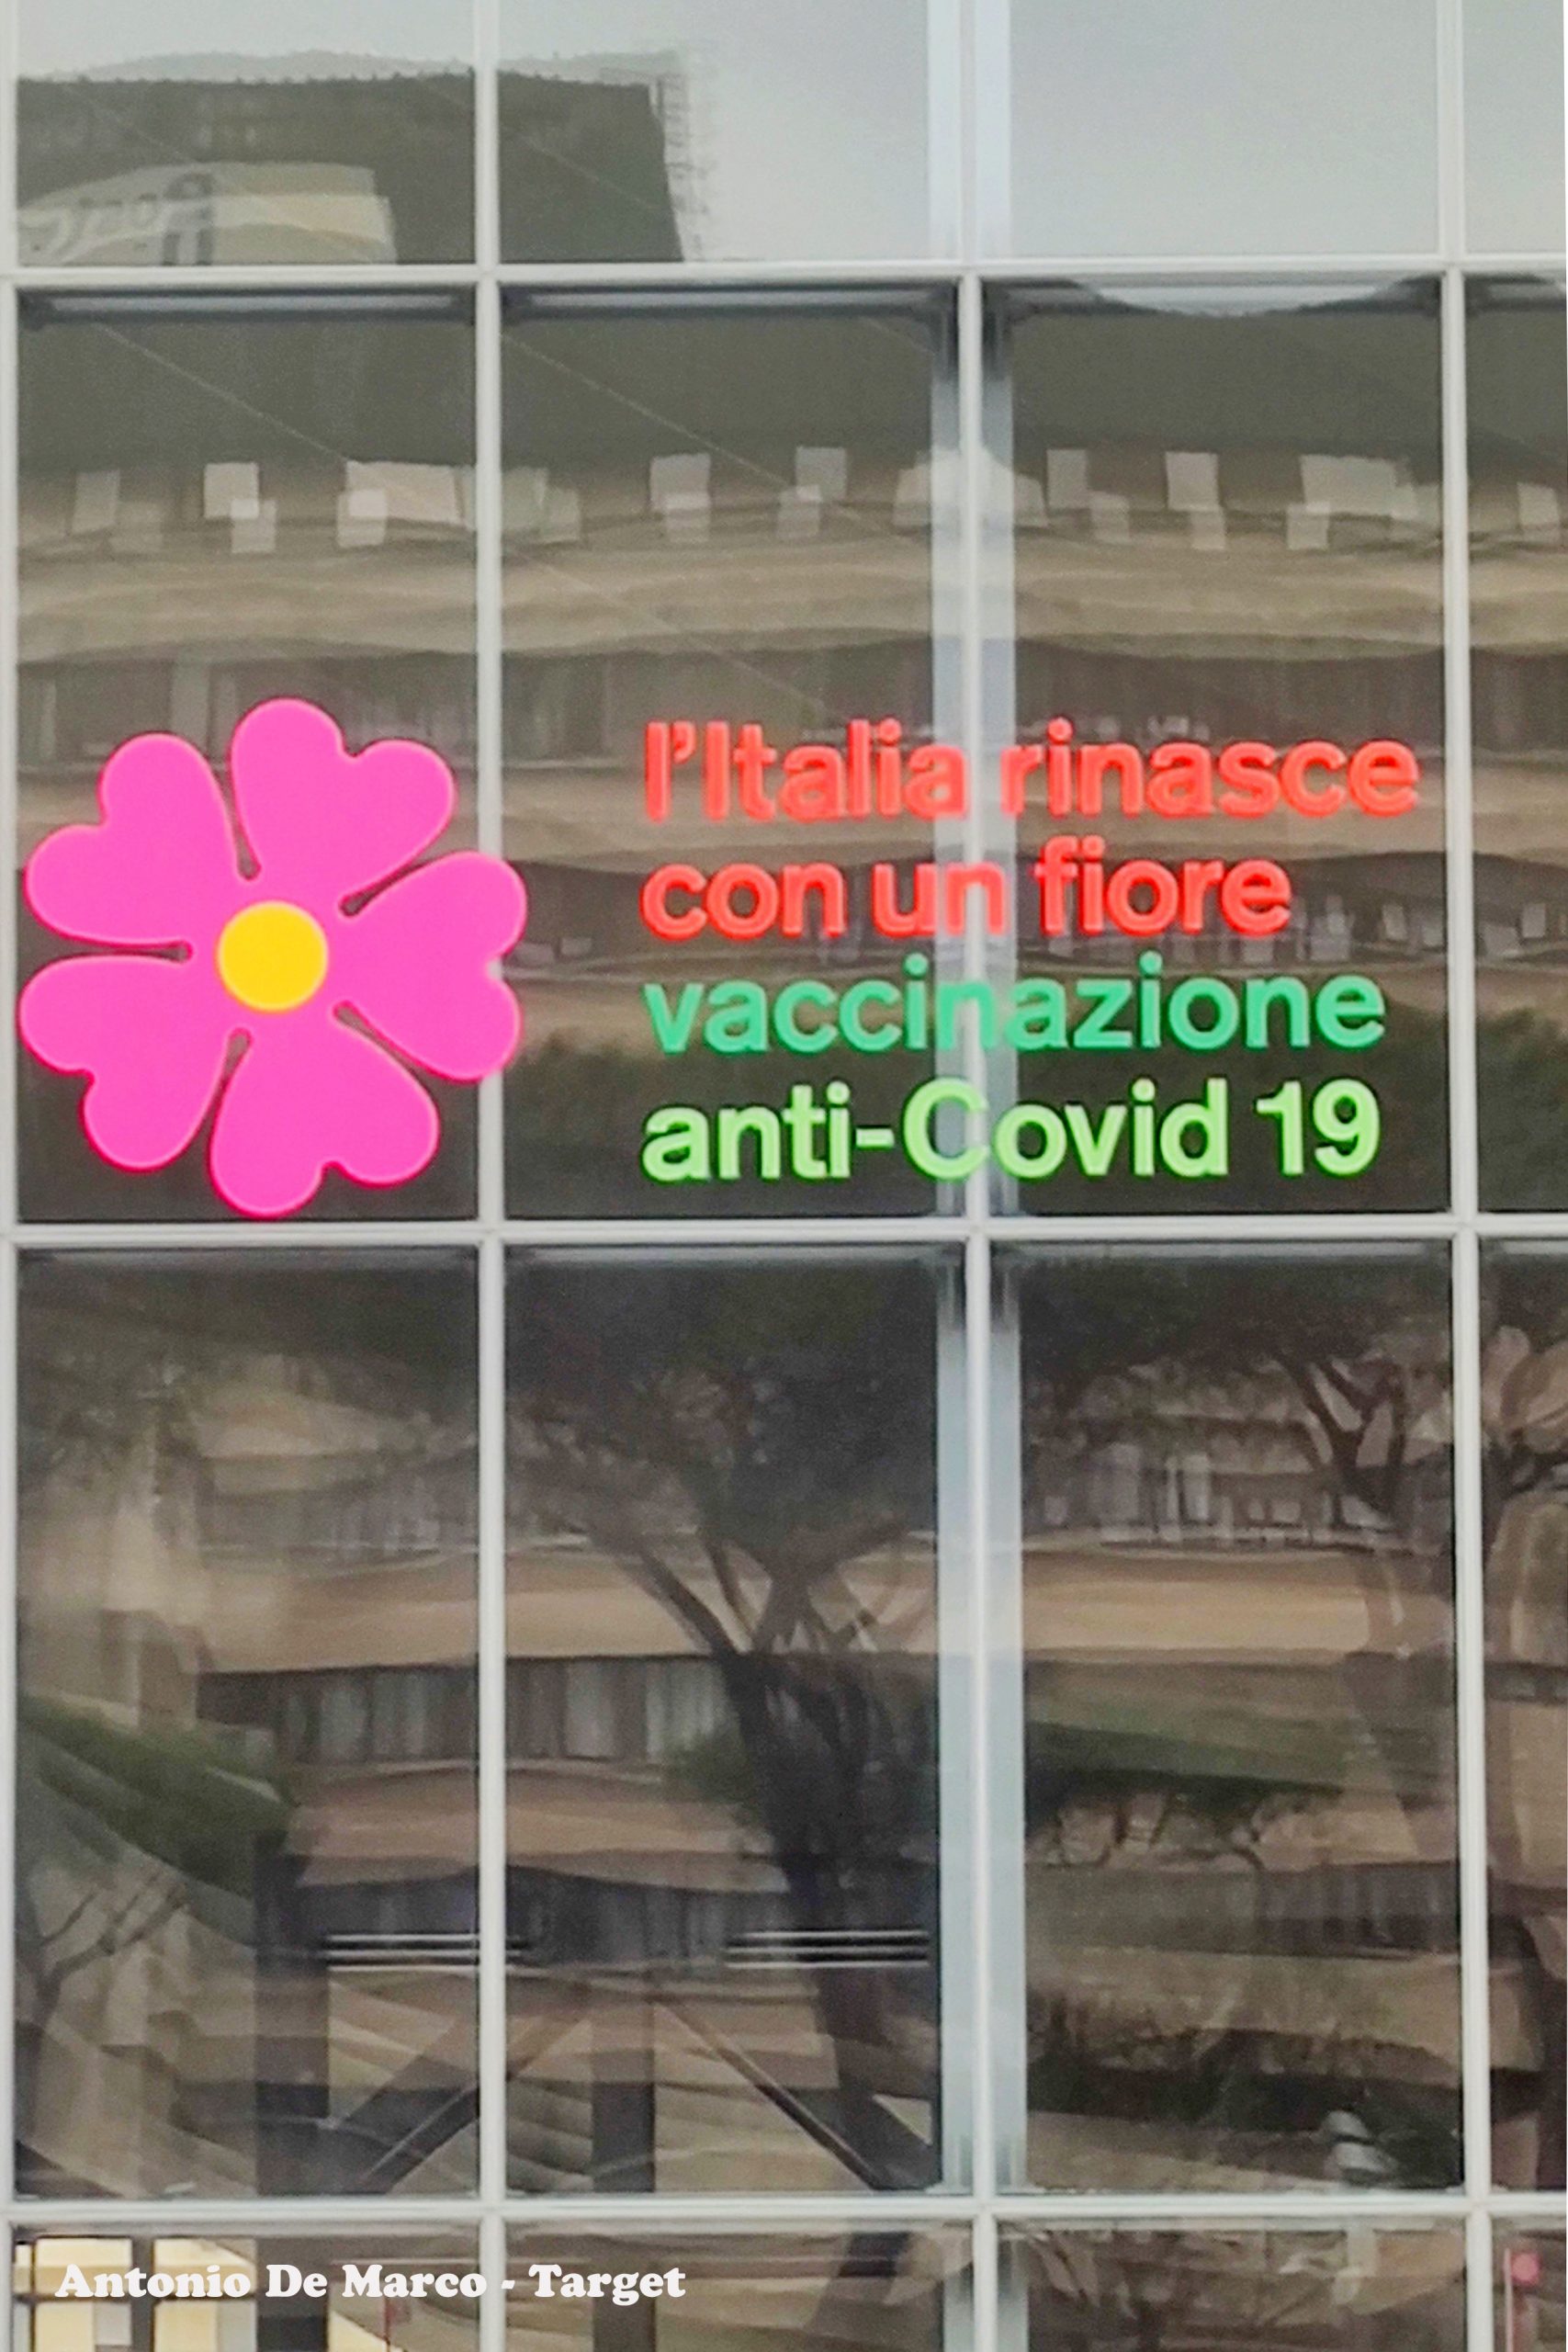 l'Italia rinasce
con un fiore
vaccinazione
anti-Covid 19
Antonio De Marco - Target